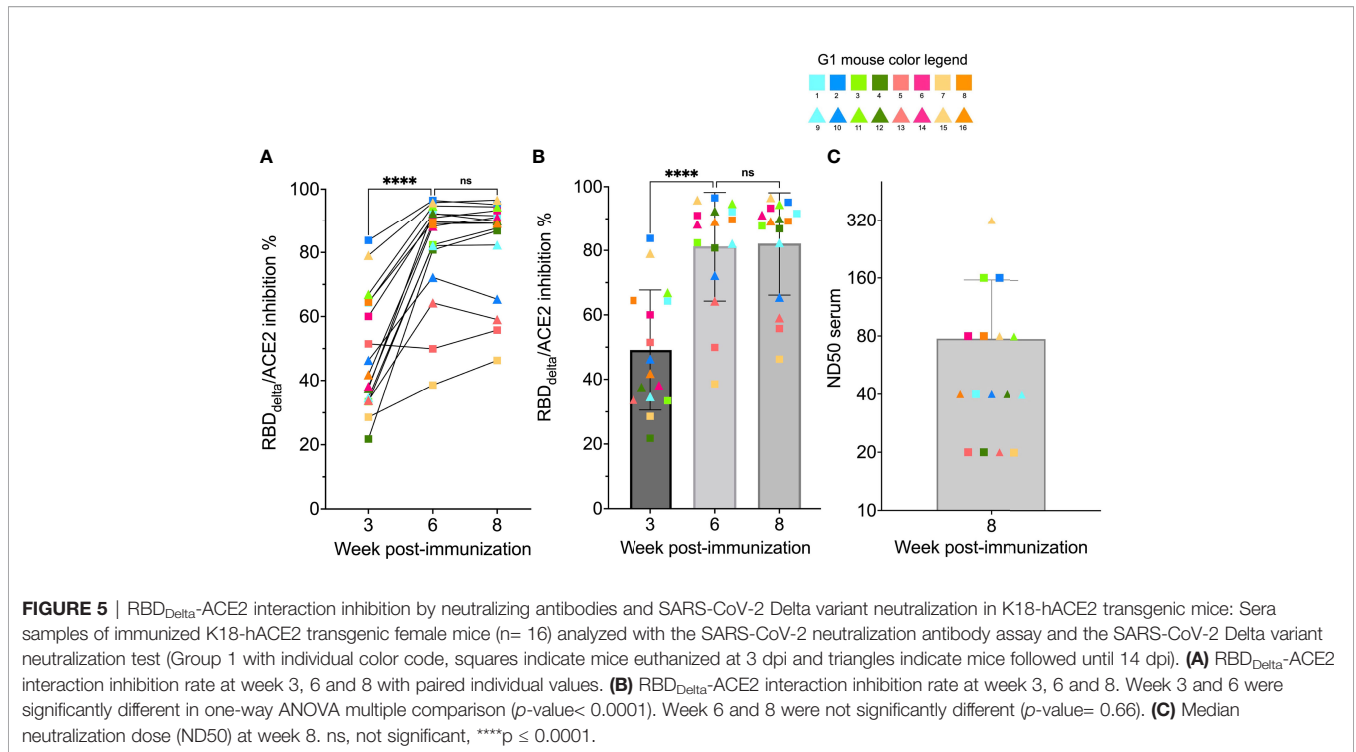 G1 mouse color legend
1 2 3 4 5 6 7 8
9 10 11 12 13 14 15 16
A
**** ns
RBDdelta/ACE2 inhibition %
100
80
60
40
20
0
3 6 8
Week post-immunization
B
**** ns
RBDdelta/ACE2 inhibition %
100
80
60
40
20
0
3 6 8
Week post-immunization
C
ND50 serum
320
160
80
40
20
10
8
Week post-immunization
FIGURE 5 | RBDDelta-ACE2 interaction inhibition by neutralizing antibodies and SARS-CoV-2 Delta variant neutralization in K18-hACE2 transgenic mice: Sera
samples of immunized K18-hACE2 transgenic female mice (n= 16) analyzed with the SARS-CoV-2 neutralization antibody assay and the SARS-CoV-2 Delta variant
neutralization test (Group 1 with individual color code, squares indicate mice euthanized at 3 dpi and triangles indicate mice followed until 14 dpi). (A) RBDDelta-ACE2
interaction inhibition rate at week 3, 6 and 8 with paired individual values. (B) RBDDelta-ACE2 interaction inhibition rate at week 3, 6 and 8. Week 3 and 6 were
significantly different in one-way ANOVA multiple comparison (p-value< 0.0001). Week 6 and 8 were not significantly different (p-value= 0.66). (C) Median
neutralization dose (ND50) at week 8. ns, not significant, ****p ≤ 0.0001.